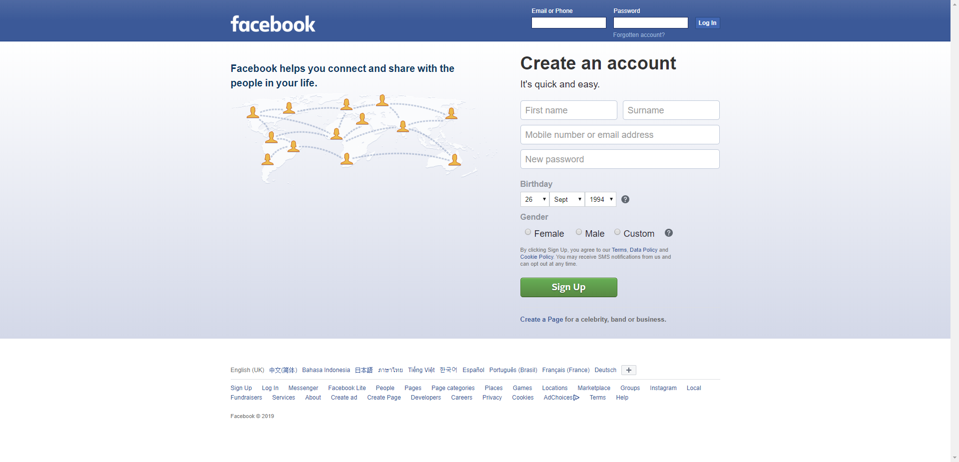 facebook
Email or Phone
Password
Log In
Forgotten account?
Facebook helps you connect and share with the
people in your life.
Create an account
It's quick and easy.
First name
Surname
Mobile number or email address
New password
Birthday
26 Sept 1994 ?
Gender
Female Male Custom ?
By clicking Sign Up, you agree to our Terms, Data Policy and
Cookie Policy. You may receive SMS notifications from us and
can opt out at any time.
Sign Up
Create a Page for a celebrity, band or business.
English (UK) 中文(简体) Bahasa Indonesia 日本語 ภาษาไทย Tiếng Việt 한국어 Español Português (Brasil) Français (France) Deutsch +
Sign Up Log In Messenger Facebook Lite People Pages Page categories Places Games Locations Marketplace Groups Instagram Local
Fundraisers Services About Create ad Create Page Developers Careers Privacy Cookies AdChoices Terms Help
Facebook © 2019